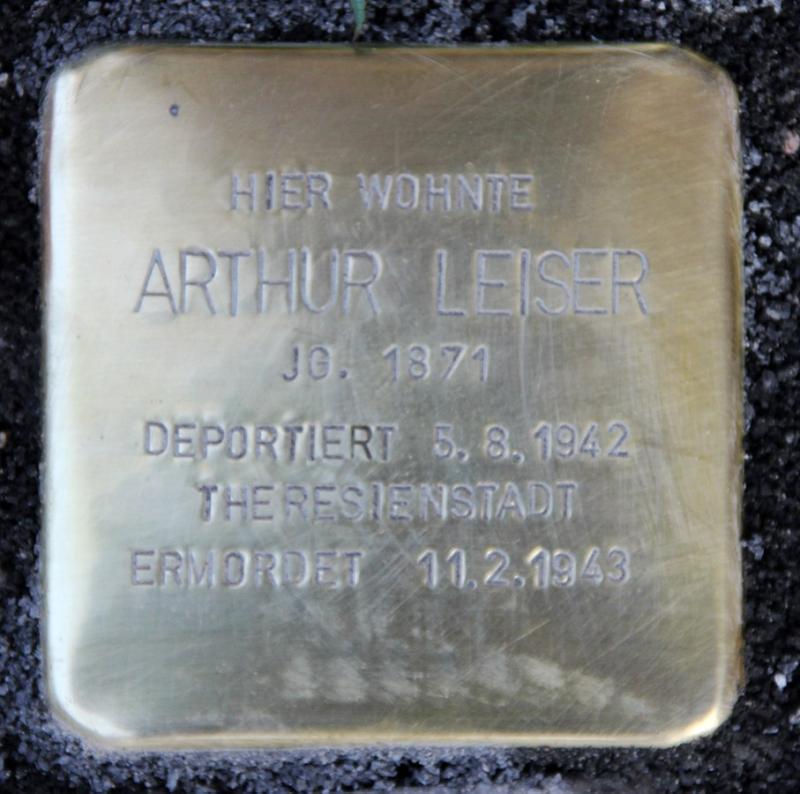 HIER WOHNTE
ARTHUR LEISER
JG. 1871
DEPORTIERT 5.8.1942
THERESIENSTADT
ERMORDET 11.2.1943